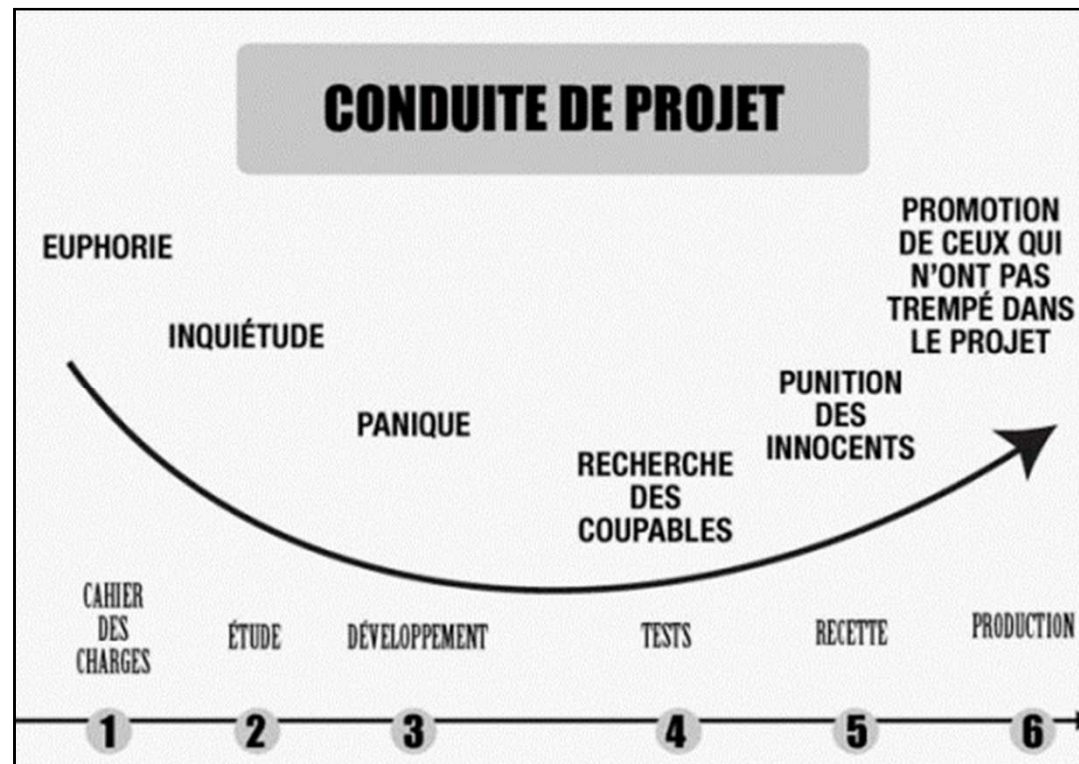 CONDUITE DE PROJET
EUPHORIE
INQUIÉTUDE
PANIQUE
RECHERCHE
DES
COUPABLES
PUNITION
DES
INNOCENTS
PROMOTION
DE CEUX QUI
N'ONT PAS
TREMPÉ DANS
LE PROJET
CAHIER
DES
CHARGES
ÉTUDE
DÉVELOPPEMENT
TESTS
RECETTE
PRODUCTION
1
2
3
4
5
6